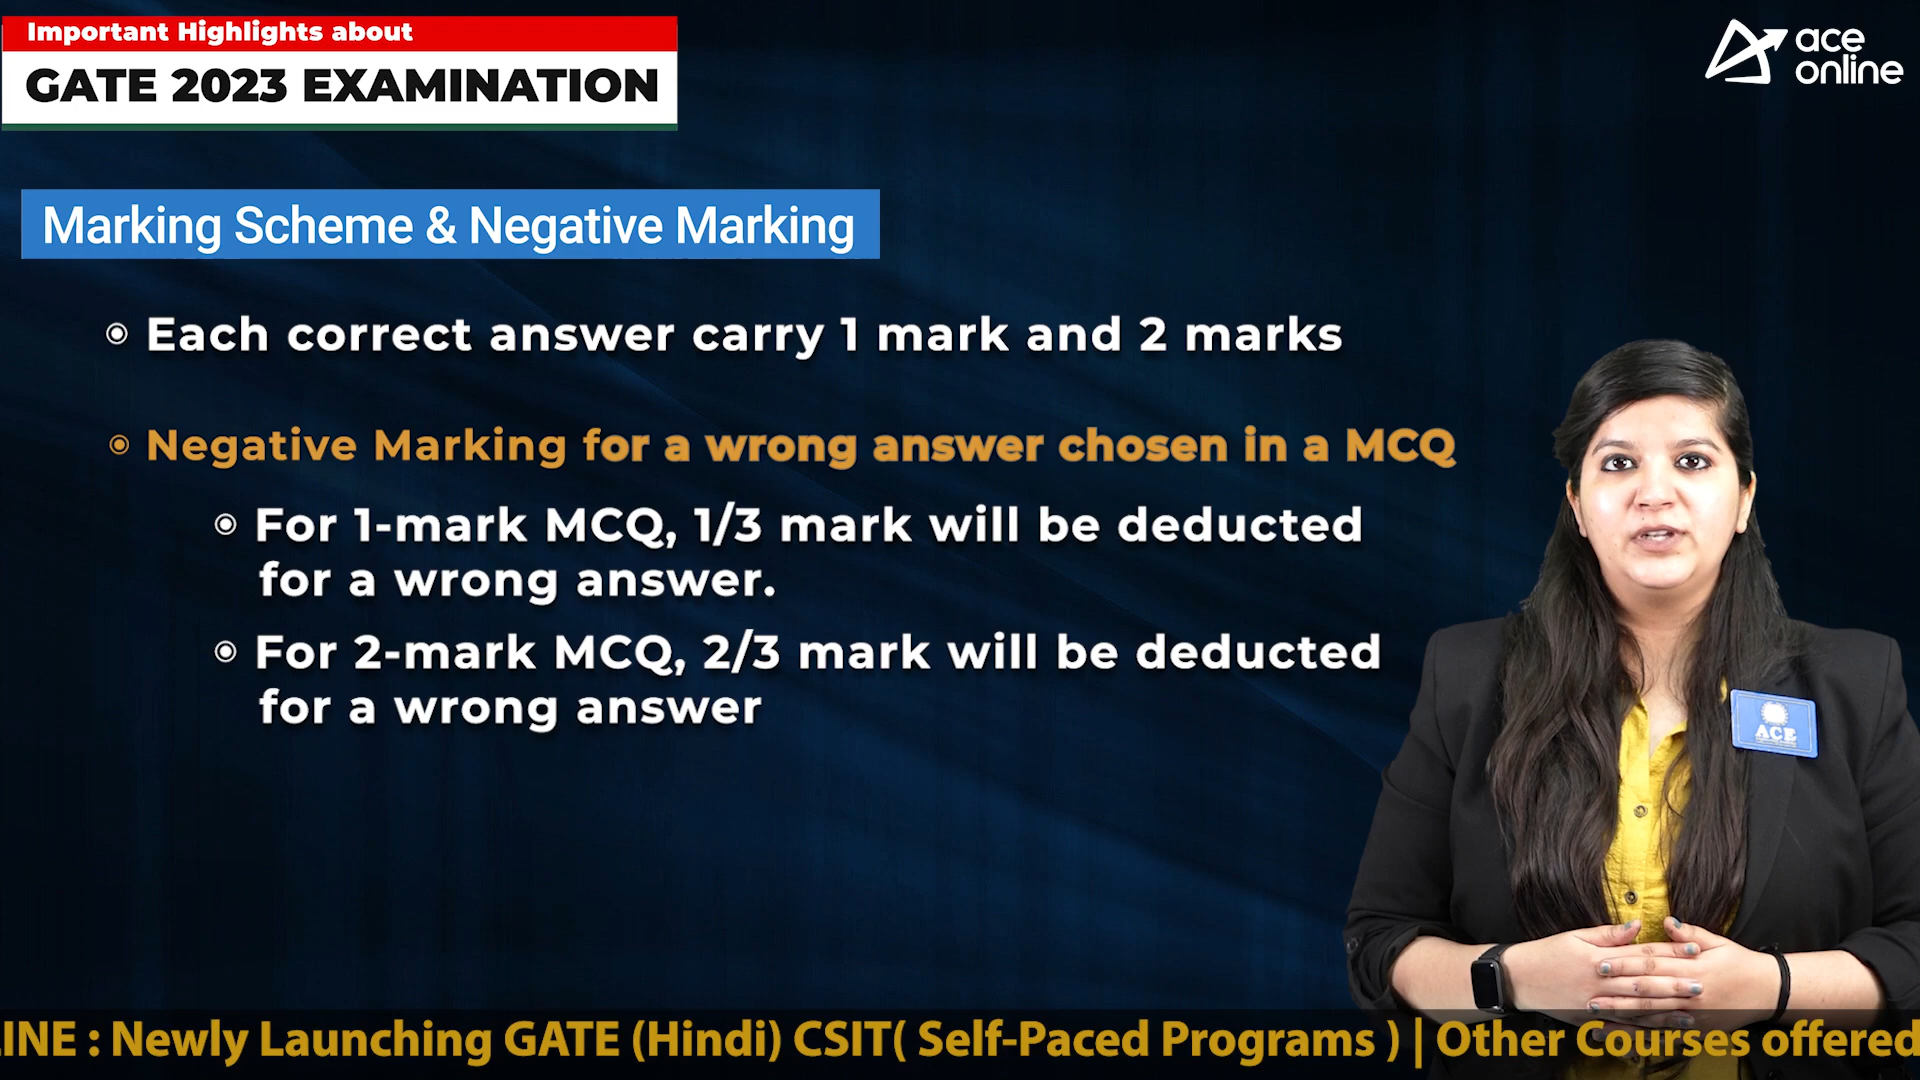 Important Highlights about
GATE 2023 EXAMINATION
ace
online
Marking Scheme & Negative Marking
Each correct answer carry 1 mark and 2 marks
Negative Marking for a wrong answer chosen in a MCQ
For 1-mark MCQ, 1/3 mark will be deducted
for a wrong answer.
For 2-mark MCQ, 2/3 mark will be deducted
for a wrong answer
ACE
INE : Newly Launching GATE (Hindi) CSIT( Self-Paced Programs ) | Other Courses offered